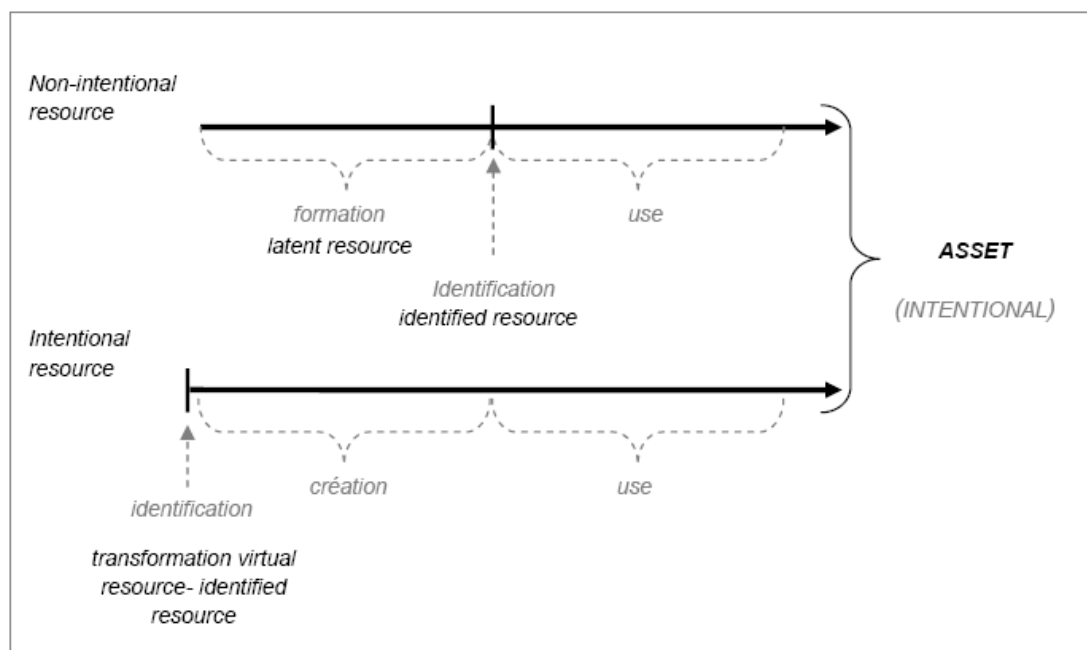 Non-intentional
resource
formation
latent resource
use
Identification
identified resource
ASSET
(INTENTIONAL)
Intentional
resource
création
use
identification
transformation virtual
resource- identified
resource